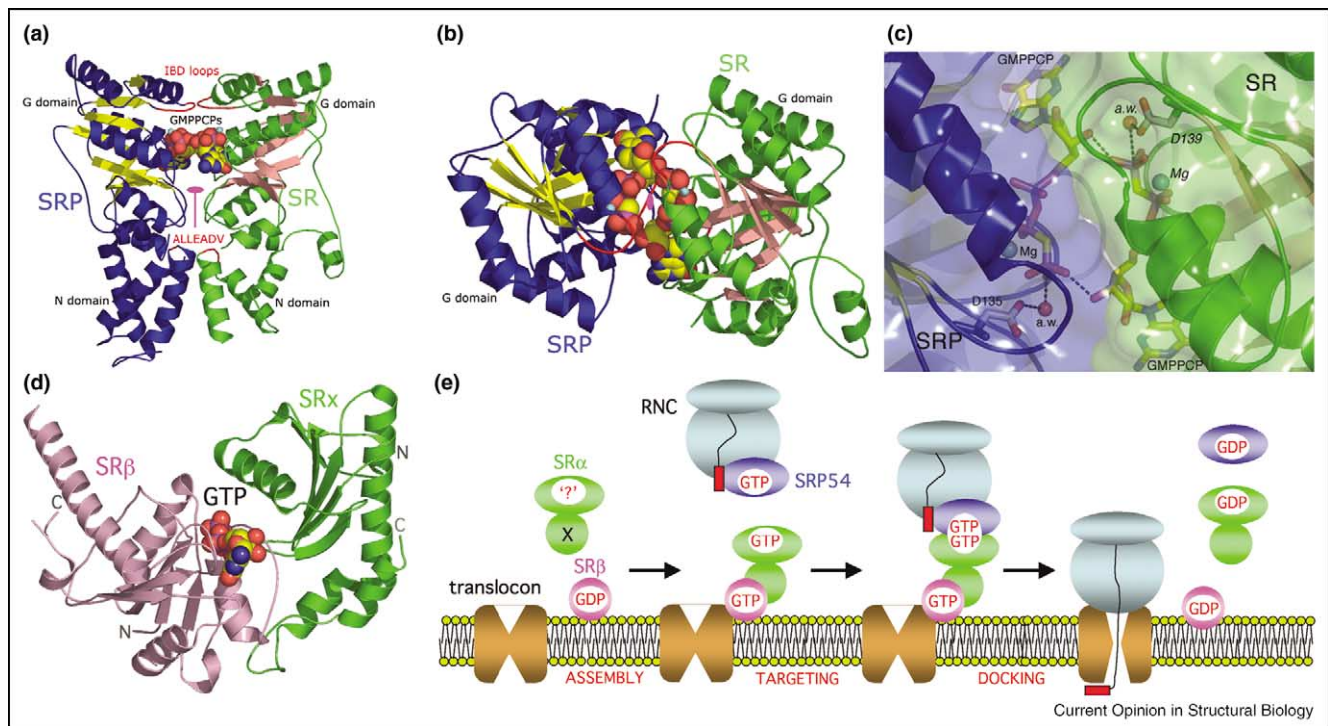 (a)
IBD loops
G domain
G domain
GMPPCPs
SRP
SR
ALLEADV
N domain
N domain
(b)
SR
G domain
G domain
SRP
(c)
GMPPCP
SR
a.w.
D139
Mg
Mg
D135
a.w.
SRP
GMPPCP
(d)
SRx
SRβ
N
GTP
C
C
N
(e)
RNC
GDP
SRα
GTP
SRP54
'?'
GDP
X
GTP
GTP
GTP
SRβ
translocon
GDP
GTP
GTP
GDP
ASSEMBLY
TARGETING
DOCKING
Current Opinion in Structural Biology